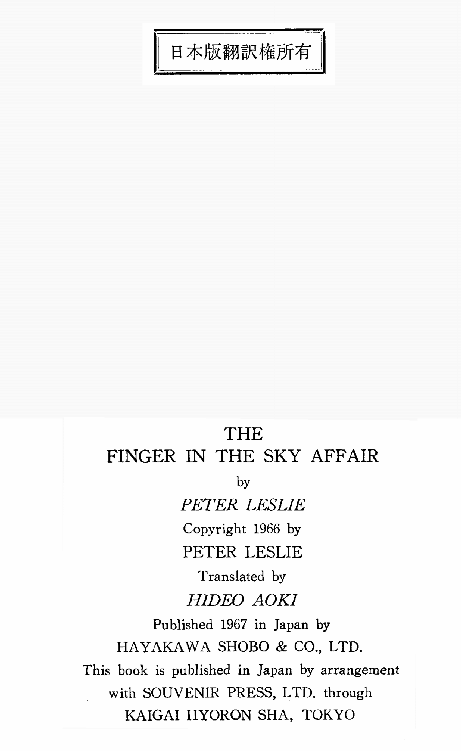 日本版翻訳権所有
THE
FINGER IN THE SKY AFFAIR
by
PETER LESLIE
Copyright 1966 by
PETER LESLIE
Translated by
HIDEO AOKI
Published 1967 in Japan by
HAYAKAWA SHOBO & CO., LTD.
This book is published in Japan by arrangement
with SOUVENIR PRESS, LTD. through
KAIGAI HYORON SHA, TOKYO